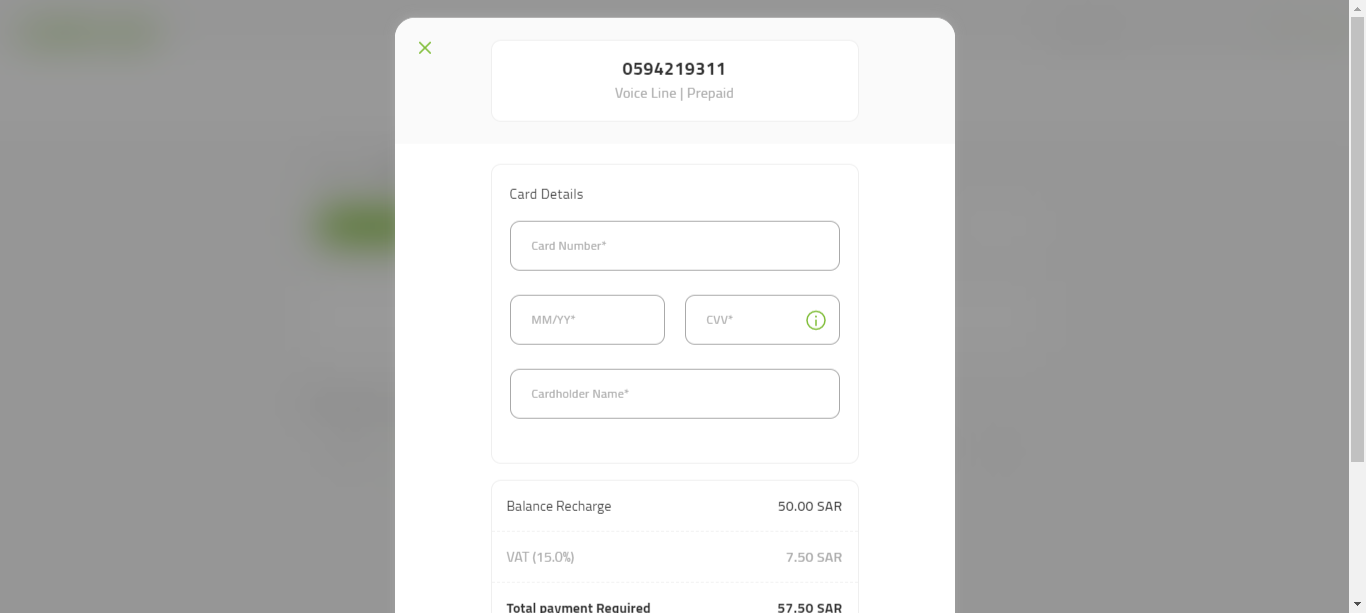 0594219311
Voice Line | Prepaid
Card Details
Card Number*
MM/YY*
CVV*
Cardholder Name*
Balance Recharge 50.00 SAR
VAT (15.0%) 7.50 SAR
Total payment Required 57.50 SAR